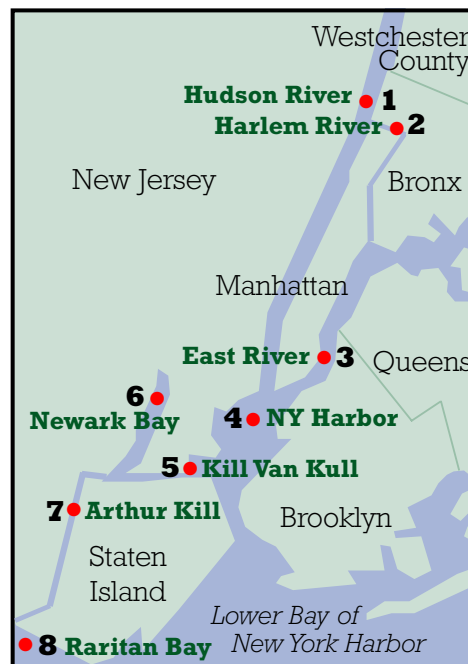 Westchester
County
Hudson River 1
Harlem River 2
New Jersey
Bronx
Manhattan
East River 3
Queens
6
Newark Bay
4 NY Harbor
5 Kill Van Kull
7 Arthur Kill
Brooklyn
Staten
Island
Lower Bay of
New York Harbor
8 Raritan Bay